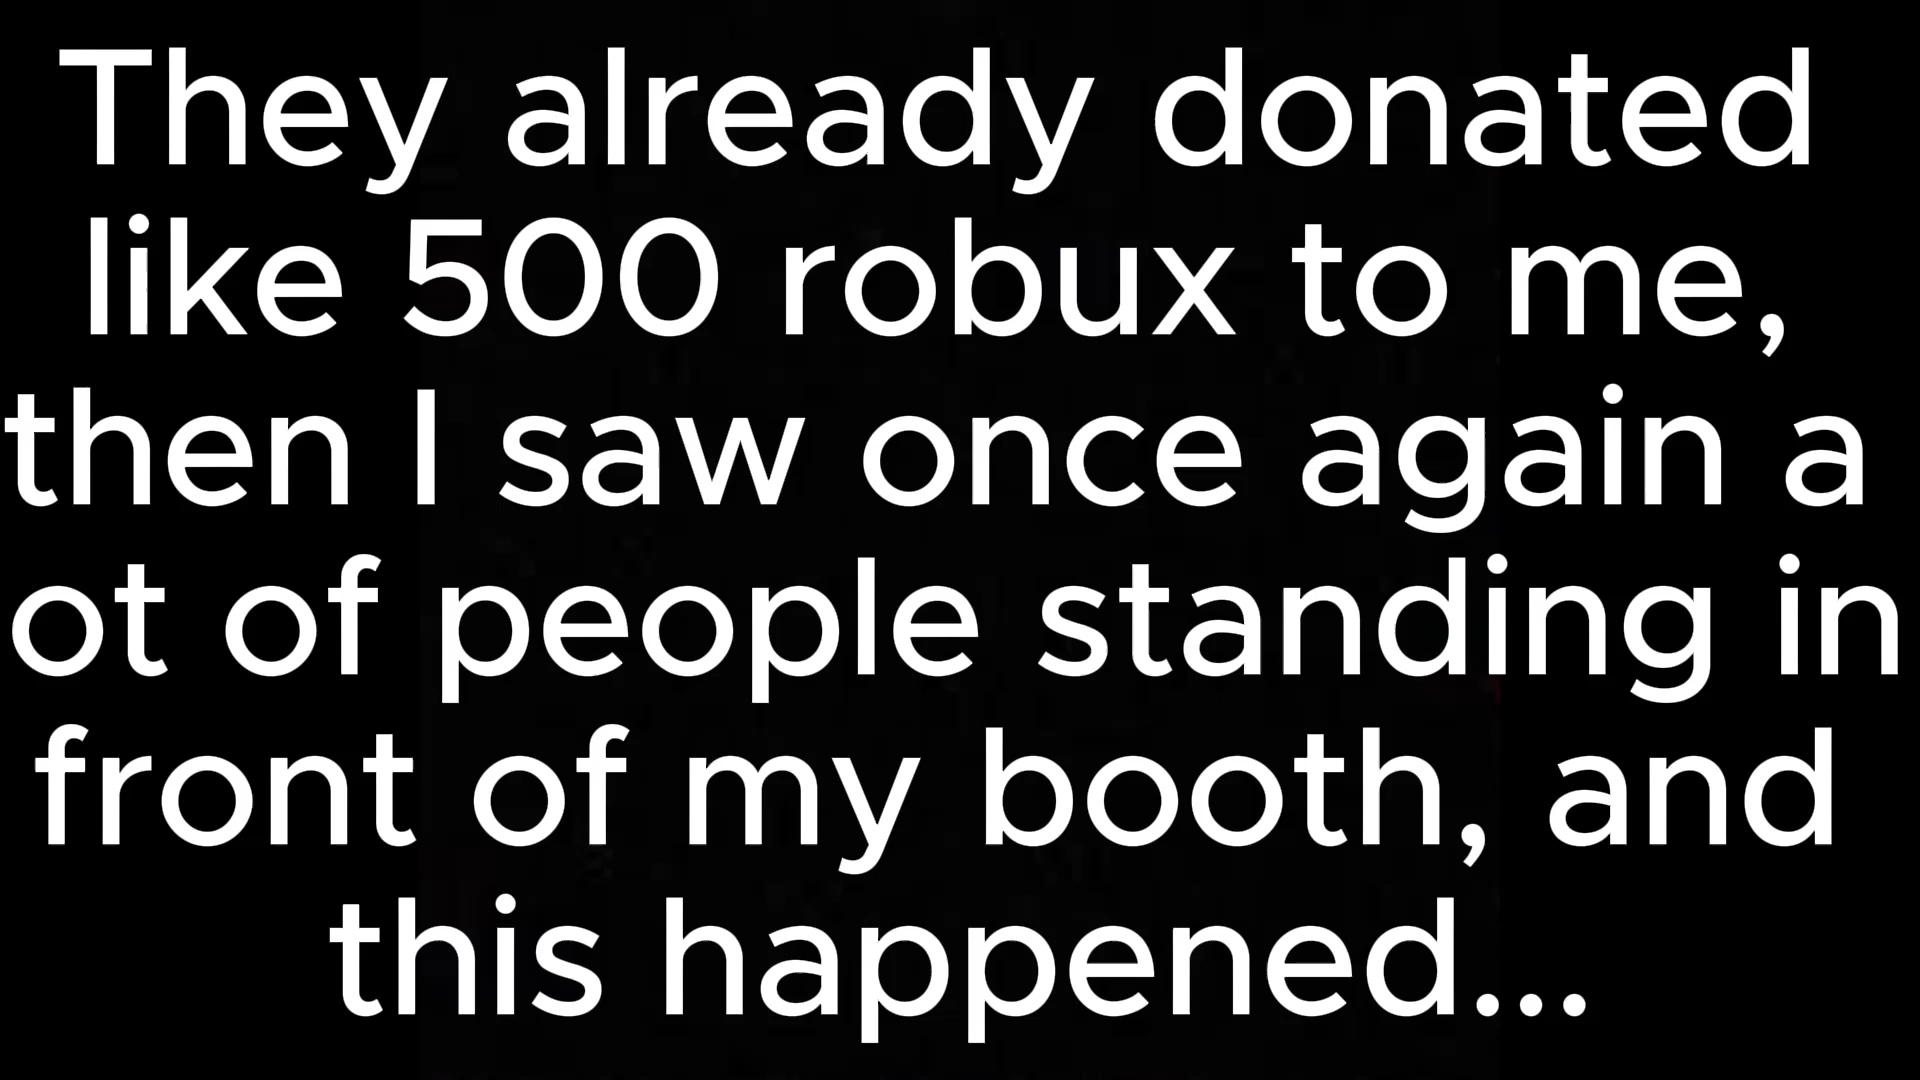 They already donated
like 500 robux to me,
then I saw once again a
ot of people standing in
front of my booth, and
this happened...